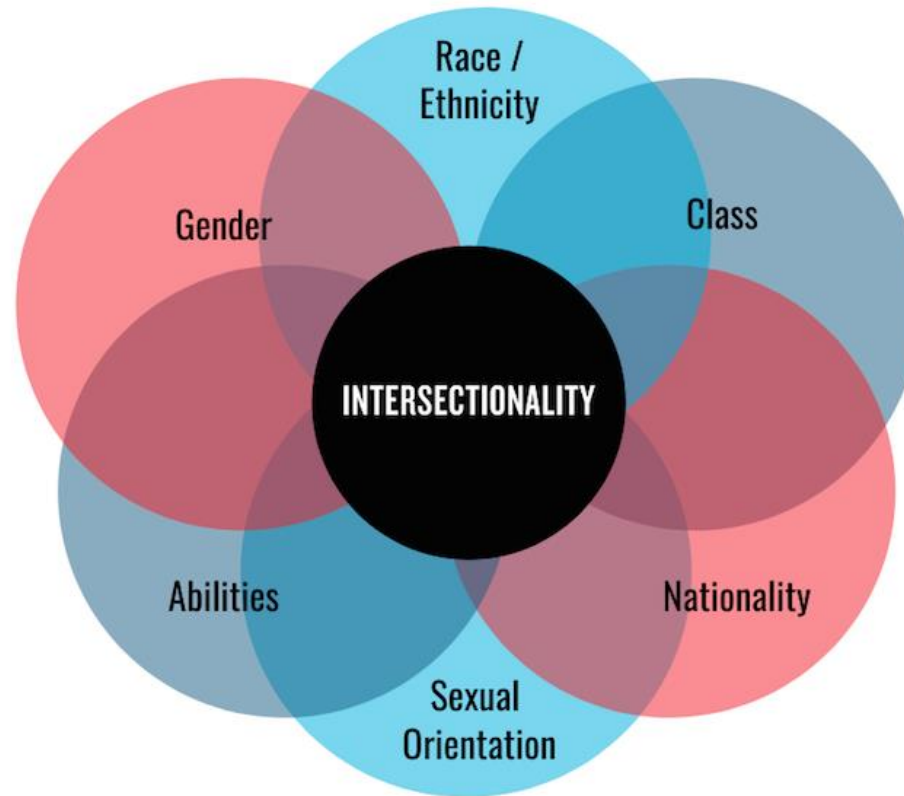 Race /
Ethnicity
Gender
Class
INTERSECTIONALITY
Abilities
Nationality
Sexual
Orientation